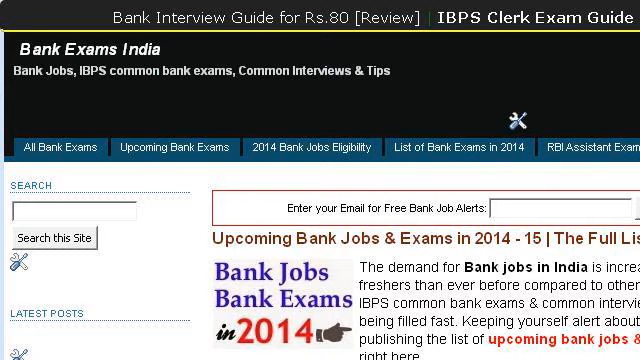 Bank Interview Guide for Rs.80 [Review] | IBPS Clerk Exam Guide
Bank Exams India
Bank Jobs, IBPS common bank exams, Common Interviews & Tips
All Bank Exams
Upcoming Bank Exams
2014 Bank Jobs Eligibility
List of Bank Exams in 2014
RBI Assistant Exam
SEARCH
Search this Site
LATEST POSTS
Enter your Email for Free Bank Job Alerts:
Upcoming Bank Jobs & Exams in 2014 - 15 | The Full Lis
Bank Jobs
Bank Exams
in 2014
The demand for Bank jobs in India is increa
freshers than ever before compared to other
IBPS common bank exams & common intervie
being filled fast. Keeping yourself alert about
publishing the list of upcoming bank jobs &
right here